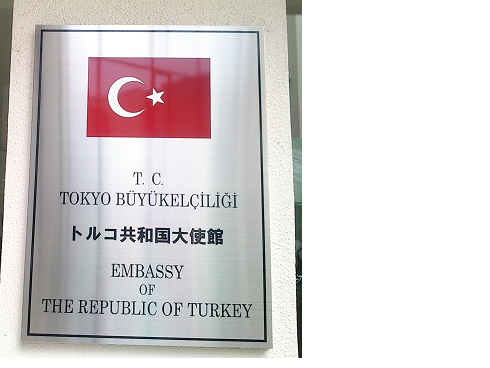 T. C.
TOKYO BÜYÜKELÇİLİĞİ
トルコ共和国大使館
EMBASSY
OF
THE REPUBLIC OF TURKEY